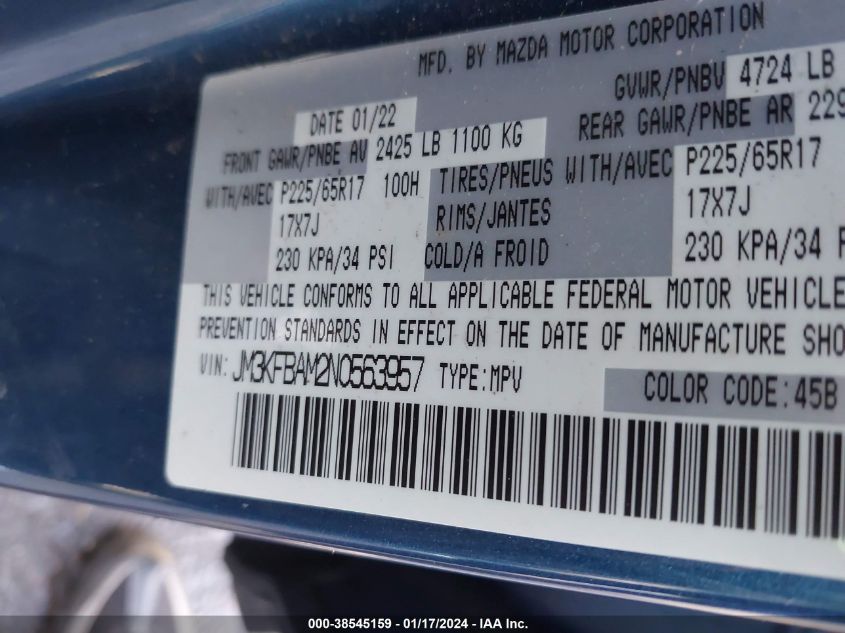 MFD. BY MAZDA MOTOR CORPORATION
DATE 01/22 GVWR/PNBV 4724 LB
FRONT GAWR/PNBE AV 2425 LB 1100 KG REAR GAWR/PNBE AR 229
WITH/AVEC P225/65R17 100H TIRES/PNEUS WITH/AVEC P225/65R17
17X7J RIMS/JANTES 17X7J
230 KPA/34 PSI COLD/A FROID 230 KPA/34 P
THIS VEHICLE CONFORMS TO ALL APPLICABLE FEDERAL MOTOR VEHICLE
PREVENTION STANDARDS IN EFFECT ON THE DATE OF MANUFACTURE SHO
VIN: JM3KFBAM2N0563957 TYPE:MPV COLOR CODE:45B
000-38545159 - 01/17/2024 - IAA Inc.